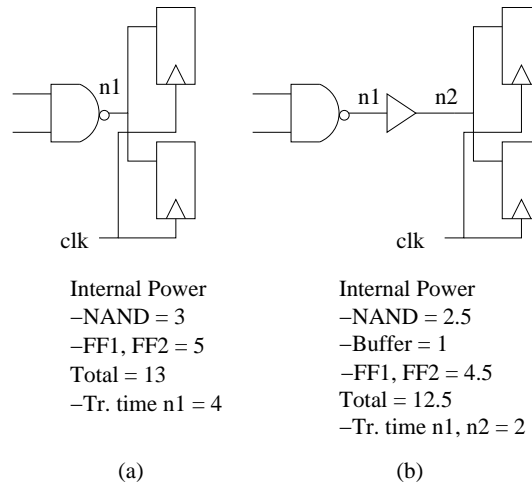 n1
clk
Internal Power
−NAND = 3
−FF1, FF2 = 5
Total = 13
−Tr. time n1 = 4
(a)
n1
n2
clk
Internal Power
−NAND = 2.5
−Buffer = 1
−FF1, FF2 = 4.5
Total = 12.5
−Tr. time n1, n2 = 2
(b)